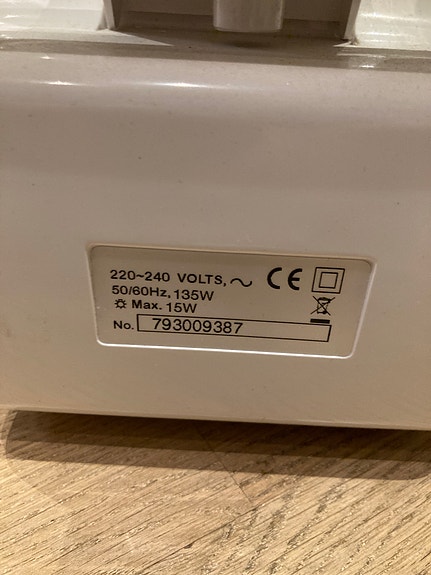 220~240 VOLTS, ~ CE
50/60Hz, 135W
Max. 15W
No. 793009387